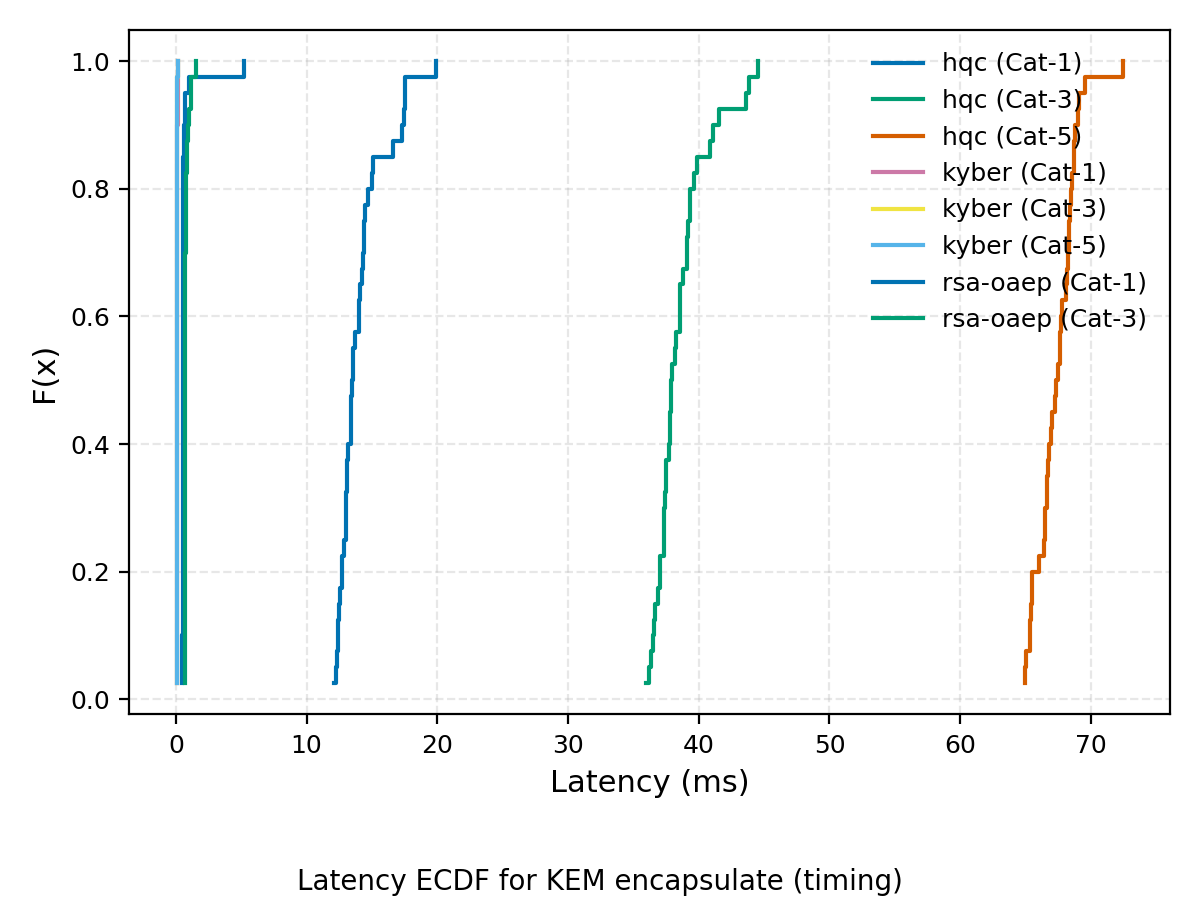 1.0
0.8
0.6
0.4
0.2
0.0
F(x)
hqc (Cat-1)
hqc (Cat-3)
hqc (Cat-5)
kyber (Cat-1)
kyber (Cat-3)
kyber (Cat-5)
rsa-oaep (Cat-1)
rsa-oaep (Cat-3)
0 10 20 30 40 50 60 70
Latency (ms)
Latency ECDF for KEM encapsulate (timing)